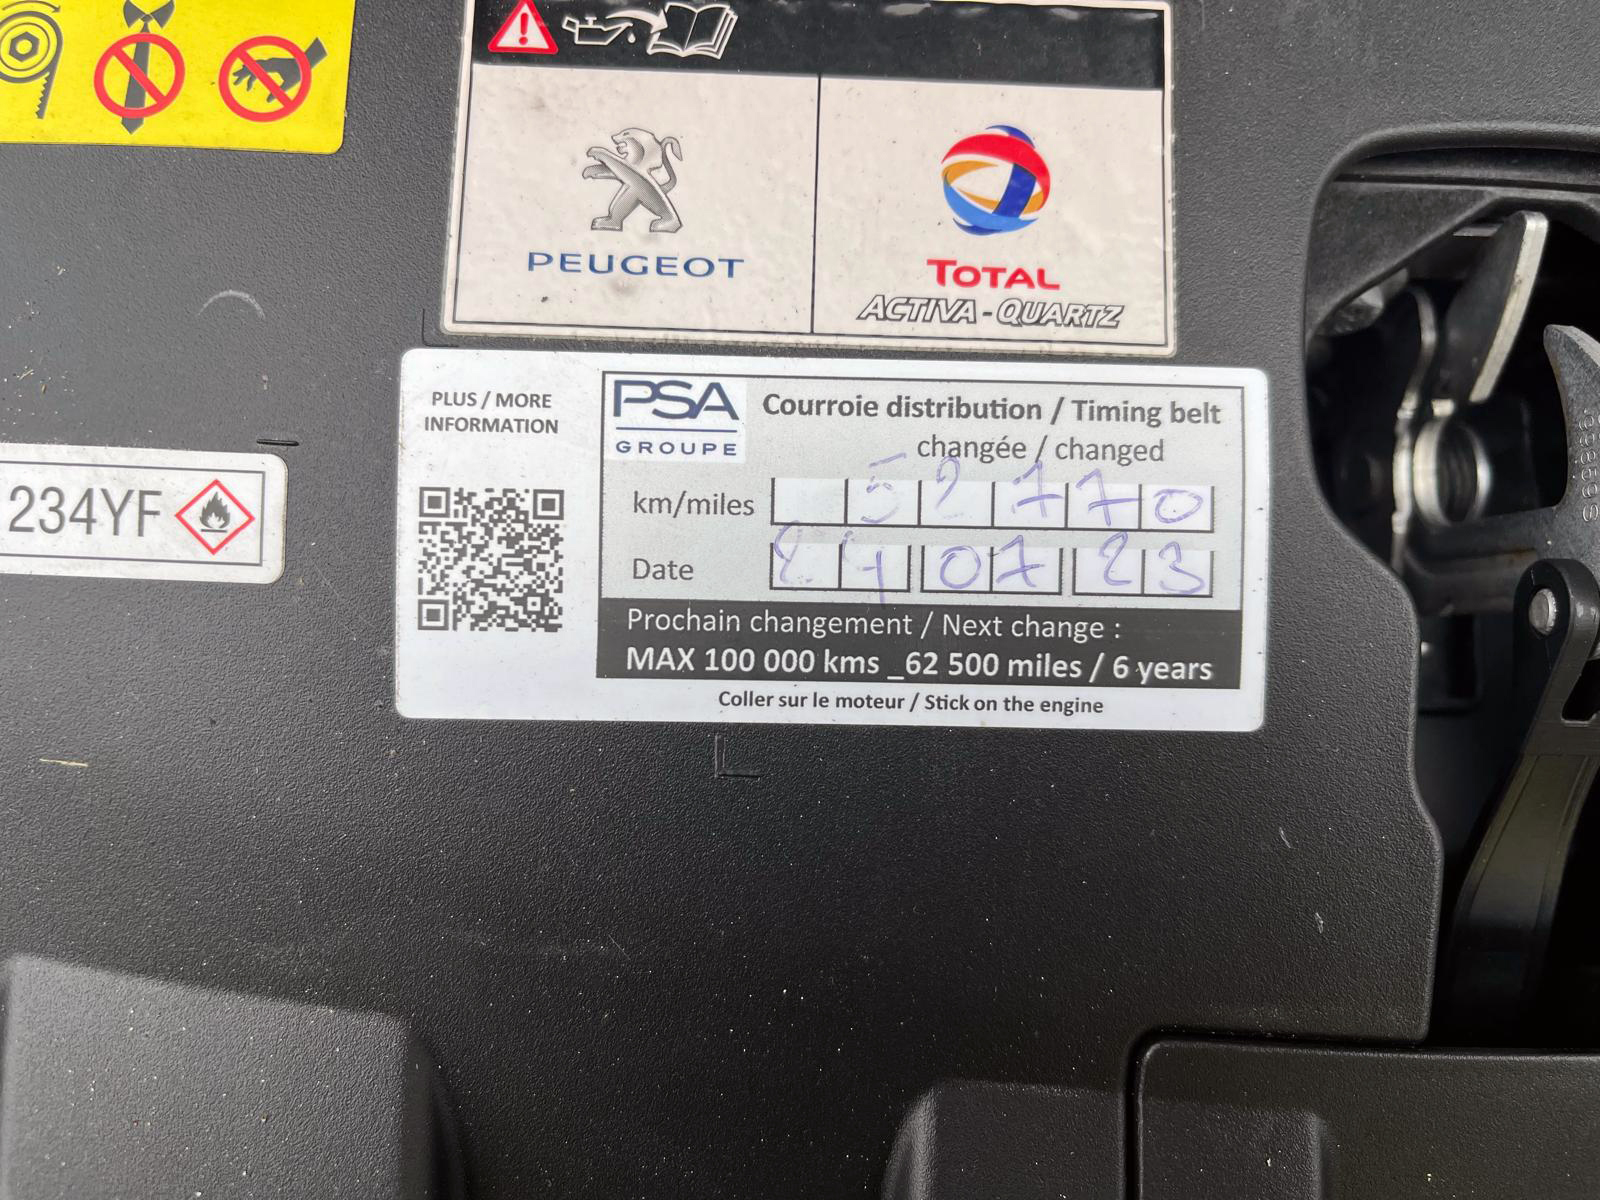 PEUGEOT
TOTAL
ACTIVA-QUARTZ
PLUS / MORE
INFORMATION
PSA
GROUPE
Courroie distribution / Timing belt
changée / changed
km/miles 52770
Date 24 07 23
Prochain changement / Next change :
MAX 100 000 kms _62 500 miles / 6 years
Coller sur le moteur / Stick on the engine
234YF